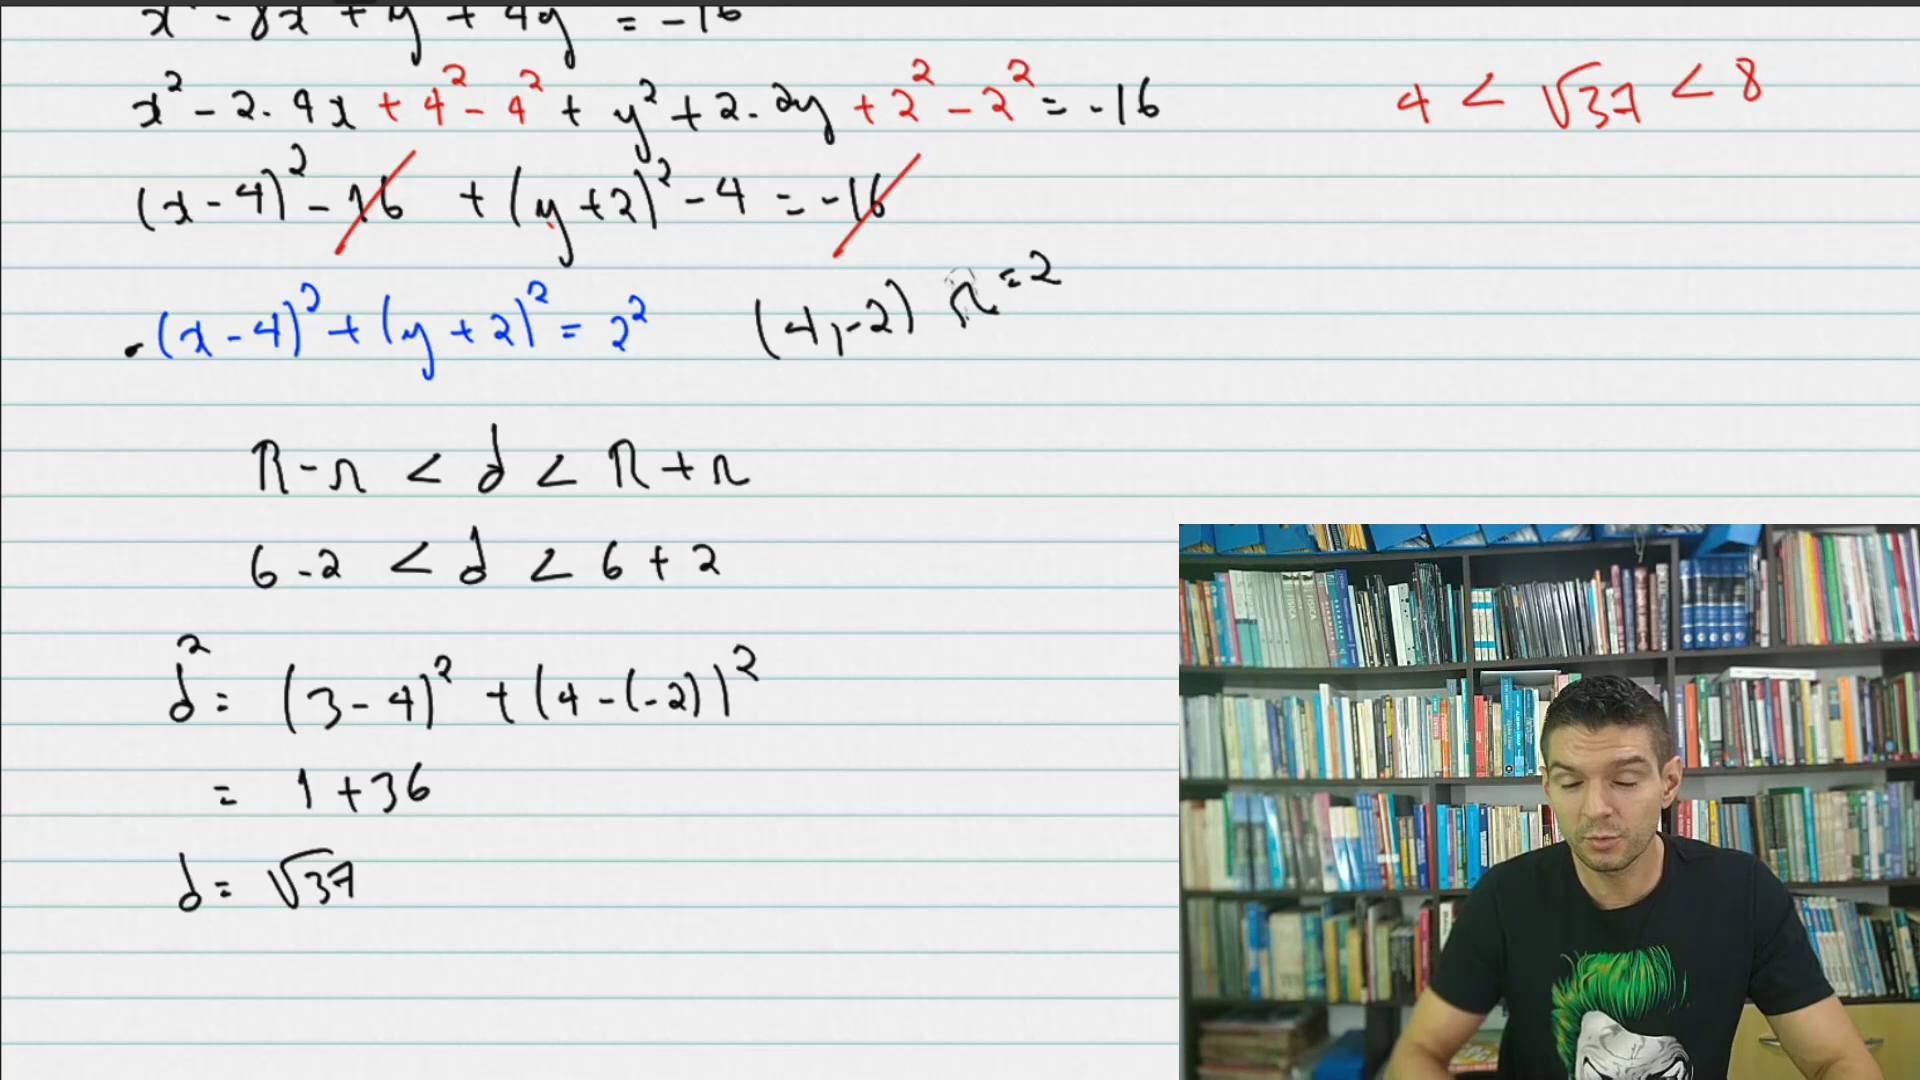 x² - 8x + y + 4y = -16
x² - 2. 4x + 4² - 4² + y² + 2. 2y + 2² - 2² = -16
4 < √37 < 8
(x - 4)² - 16 + (y + 2)² - 4 = -16
(x - 4)² + (y + 2)² = 2² (4, -2) r = 2
R - r < d < R + r
6 - 2 < d < 6 + 2
d² = (3 - 4)² + (4 - (-2))²
= 1 + 36
d = √37
FISICA